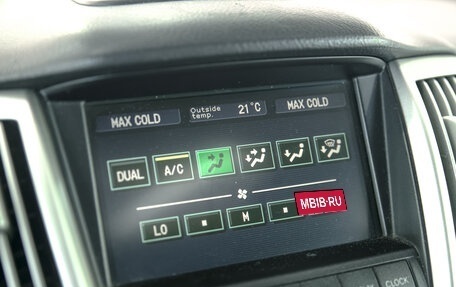 MAX COLD
Outside temp. 21°C
MAX COLD
DUAL
A/C
LO
M
MBIB.RU
CLOCK